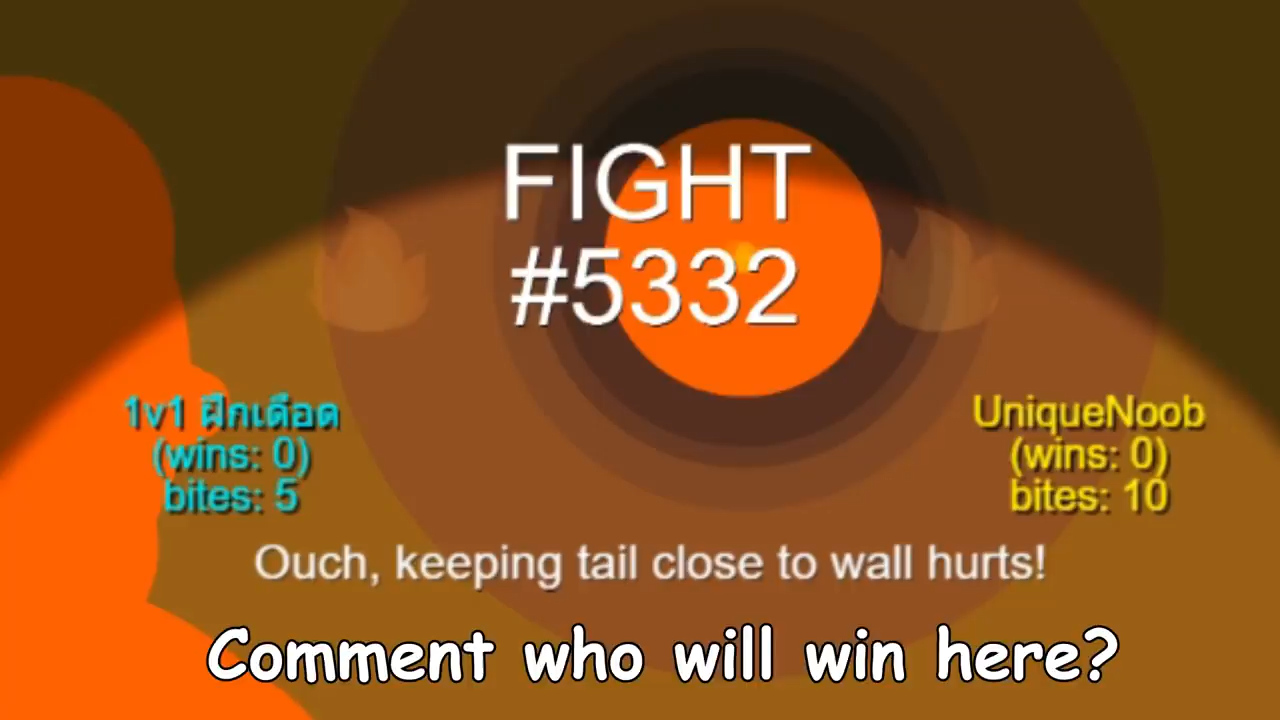 FIGHT
#5332
1v1 ฝึกเดือด
(wins: 0)
bites: 5
UniqueNoob
(wins: 0)
bites: 10
Ouch, keeping tail close to wall hurts!
Comment who will win here?